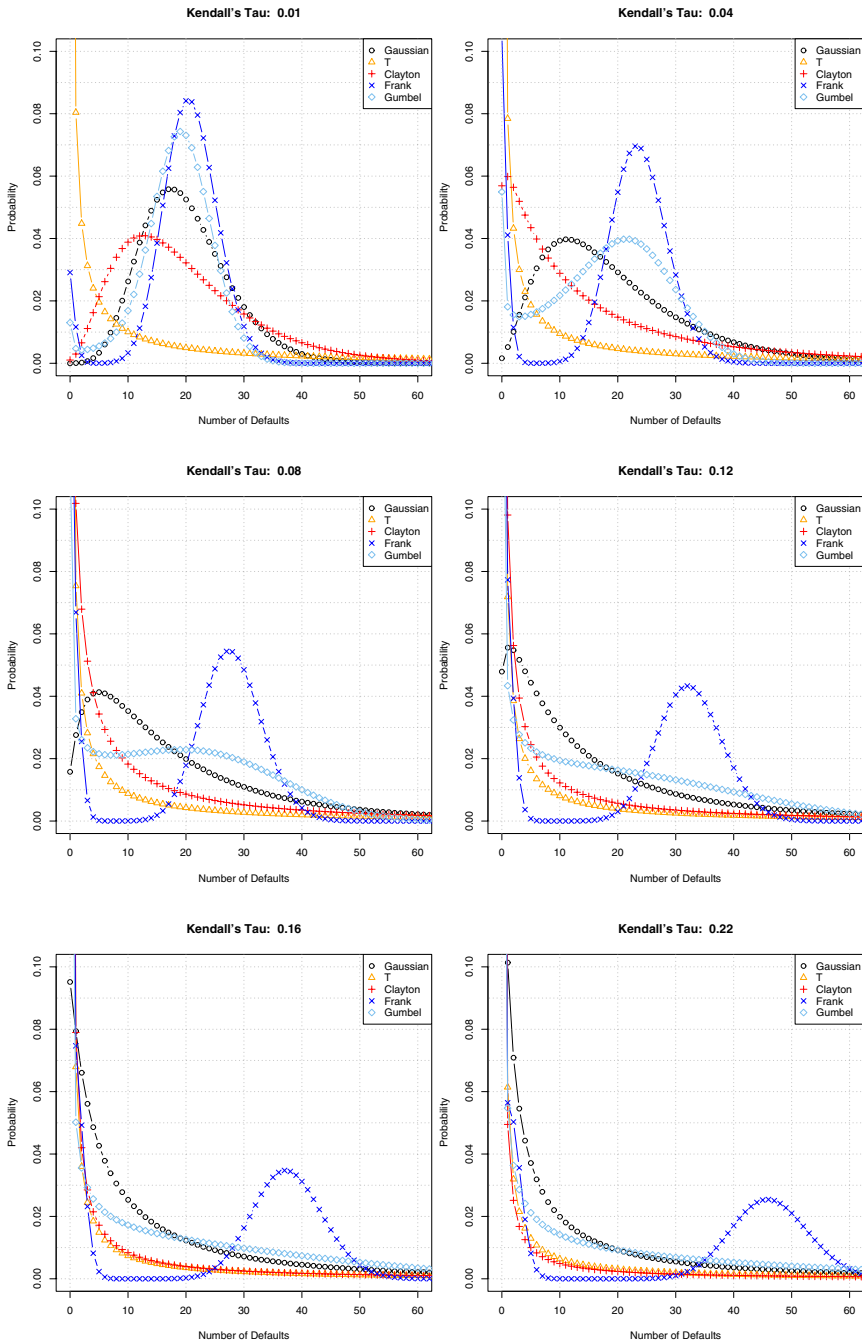 Kendall's Tau: 0.01
Probability
0.00 0.02 0.04 0.06 0.08 0.10
Gaussian
T
Clayton
Frank
Gumbel
0 10 20 30 40 50 60
Number of Defaults
Kendall's Tau: 0.04
Probability
0.00 0.02 0.04 0.06 0.08 0.10
Gaussian
T
Clayton
Frank
Gumbel
0 10 20 30 40 50 60
Number of Defaults
Kendall's Tau: 0.08
Probability
0.00 0.02 0.04 0.06 0.08 0.10
Gaussian
T
Clayton
Frank
Gumbel
0 10 20 30 40 50 60
Number of Defaults
Kendall's Tau: 0.12
Probability
0.00 0.02 0.04 0.06 0.08 0.10
Gaussian
T
Clayton
Frank
Gumbel
0 10 20 30 40 50 60
Number of Defaults
Kendall's Tau: 0.16
Probability
0.00 0.02 0.04 0.06 0.08 0.10
Gaussian
T
Clayton
Frank
Gumbel
0 10 20 30 40 50 60
Number of Defaults
Kendall's Tau: 0.22
Probability
0.00 0.02 0.04 0.06 0.08 0.10
Gaussian
T
Clayton
Frank
Gumbel
0 10 20 30 40 50 60
Number of Defaults